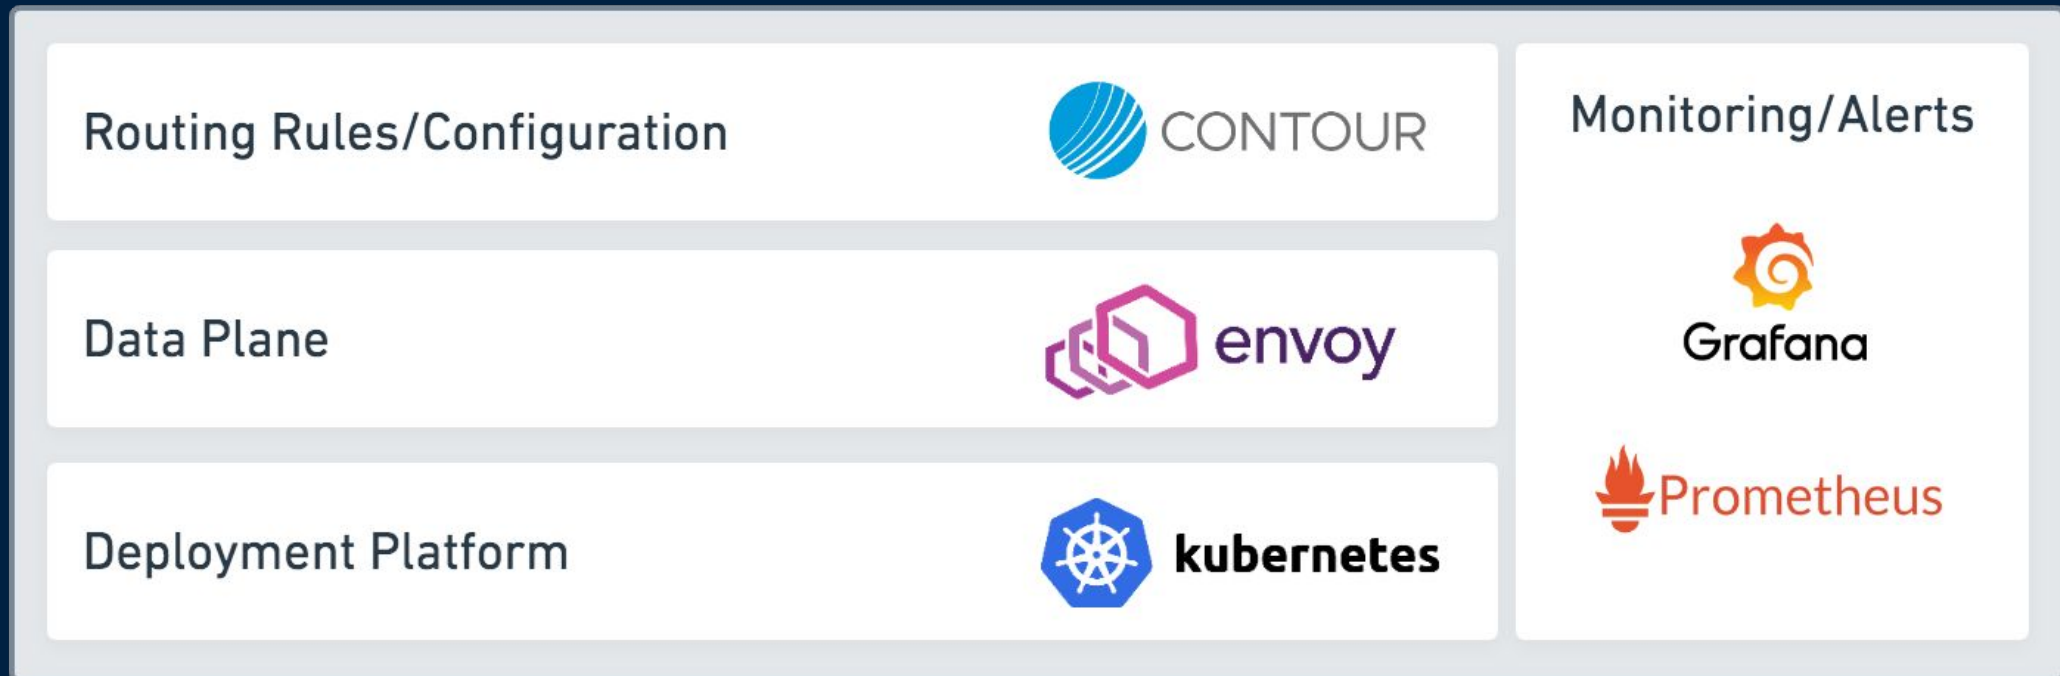 Routing Rules/Configuration
CONTOUR
Data Plane
envoy
Deployment Platform
kubernetes
Monitoring/Alerts
Grafana
Prometheus